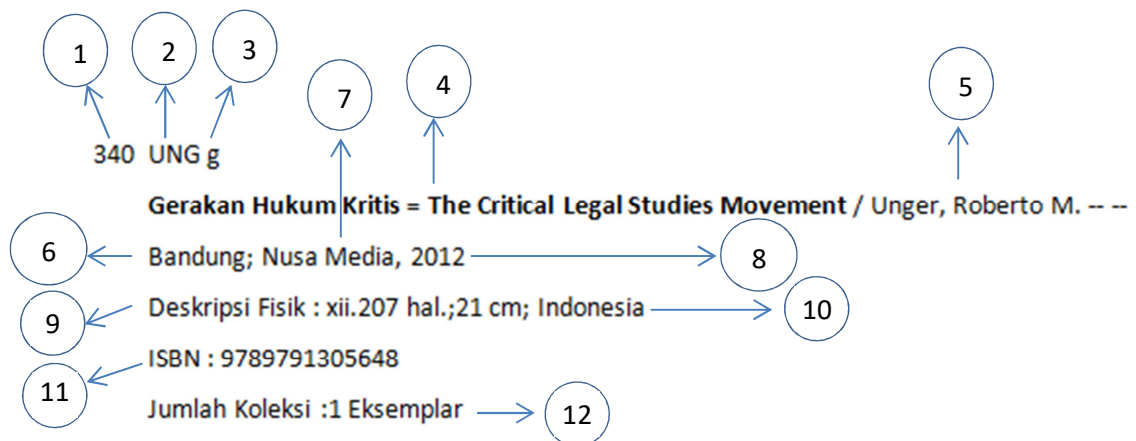 1 2 3
7 4 5
340 UNG g
Gerakan Hukum Kritis = The Critical Legal Studies Movement / Unger, Roberto M. -- --
6 Bandung; Nusa Media, 2012 8
9 Deskripsi Fisik : xii.207 hal.;21 cm; Indonesia 10
11 ISBN : 9789791305648
Jumlah Koleksi :1 Eksemplar 12